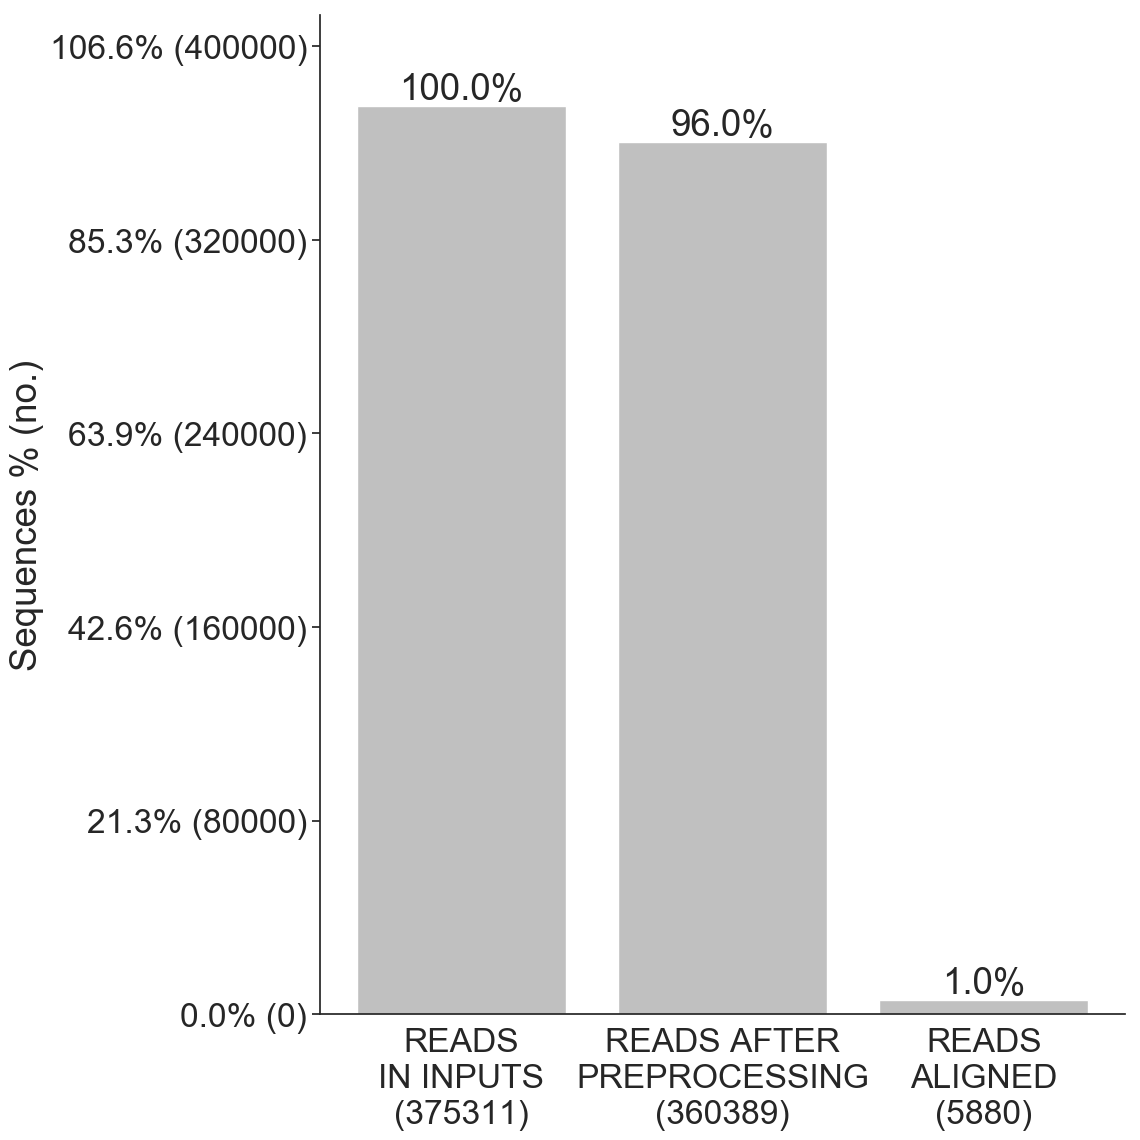 Sequences % (no.)
106.6% (400000)
85.3% (320000)
63.9% (240000)
42.6% (160000)
21.3% (80000)
0.0% (0)
100.0%
96.0%
1.0%
READS
IN INPUTS
(375311)
READS AFTER
PREPROCESSING
(360389)
READS
ALIGNED
(5880)